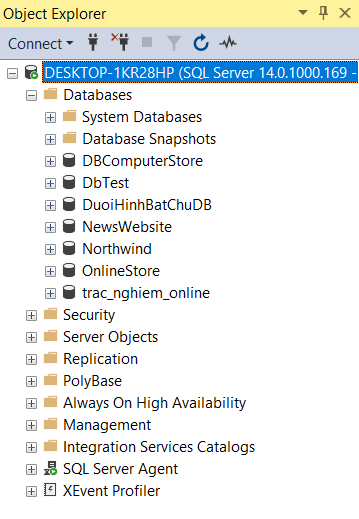 Object Explorer
Connect
DESKTOP-1KR28HP (SQL Server 14.0.1000.169 -
Databases
System Databases
Database Snapshots
DBComputerStore
DbTest
DuoiHinhBatChuDB
NewsWebsite
Northwind
OnlineStore
trac_nghiem_online
Security
Server Objects
Replication
PolyBase
Always On High Availability
Management
Integration Services Catalogs
SQL Server Agent
XEvent Profiler